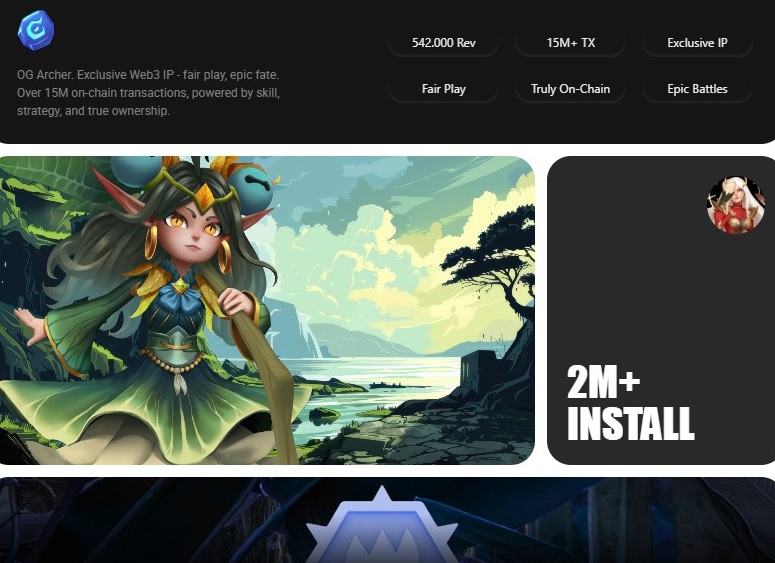 542.000 Rev
15M+ TX
Exclusive IP
OG Archer. Exclusive Web3 IP - fair play, epic fate.
Over 15M on-chain transactions, powered by skill,
strategy, and true ownership.
Fair Play
Truly On-Chain
Epic Battles
2M+
INSTALL